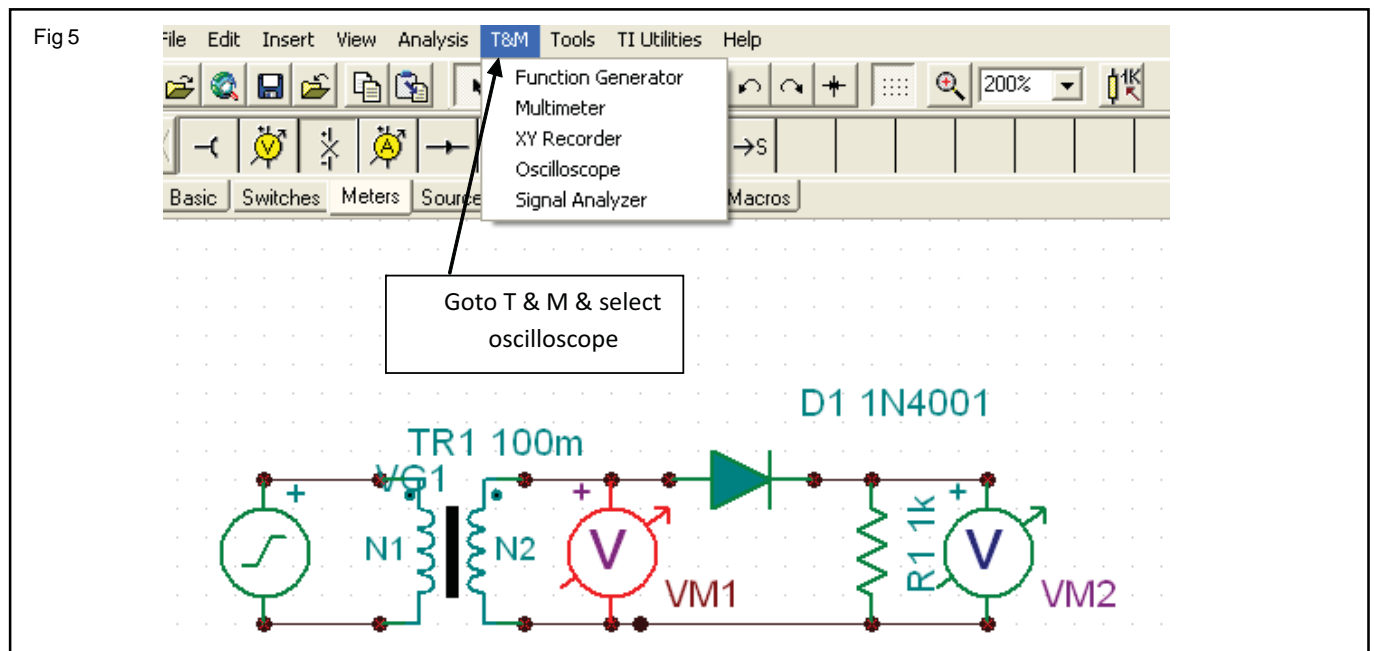 Fig 5
File Edit Insert View Analysis T&M Tools TI Utilities Help
Function Generator
Multimeter
XY Recorder
Oscilloscope
Signal Analyzer
200%
1K
V
A
S
Basic Switches Meters Source Macros
Goto T & M & select
oscilloscope
D1 1N4001
TR1 100m
VG1
+
+
+
N1
N2
V
VM1
R1 1k
V
VM2